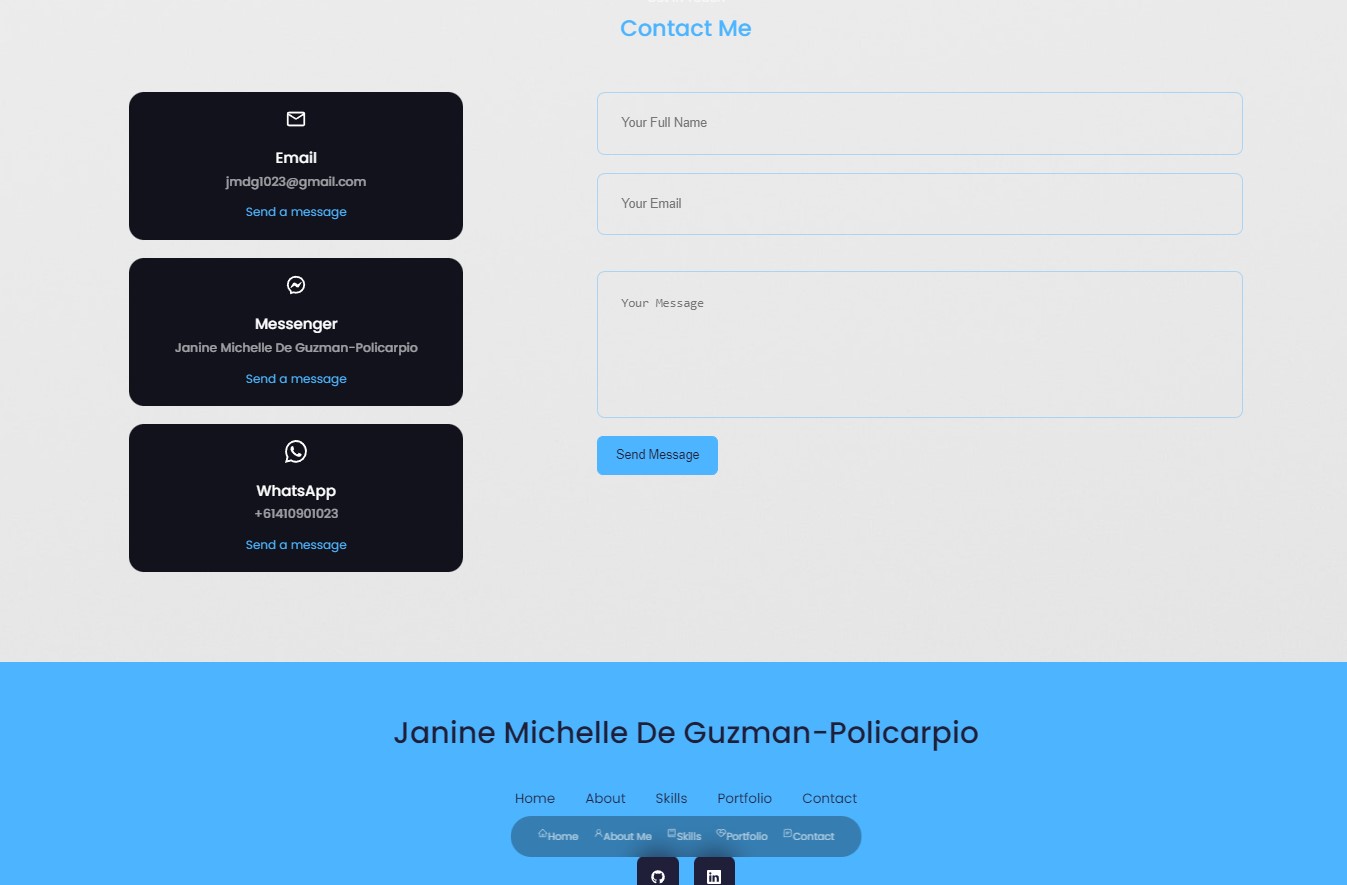 Contact Me
Email
jmdg1023@gmail.com
Send a message
Messenger
Janine Michelle De Guzman-Policarpio
Send a message
WhatsApp
+61410901023
Send a message
Your Full Name
Your Email
Your Message
Send Message
Janine Michelle De Guzman-Policarpio
Home About Skills Portfolio Contact
Home About Me Skills Portfolio Contact
in